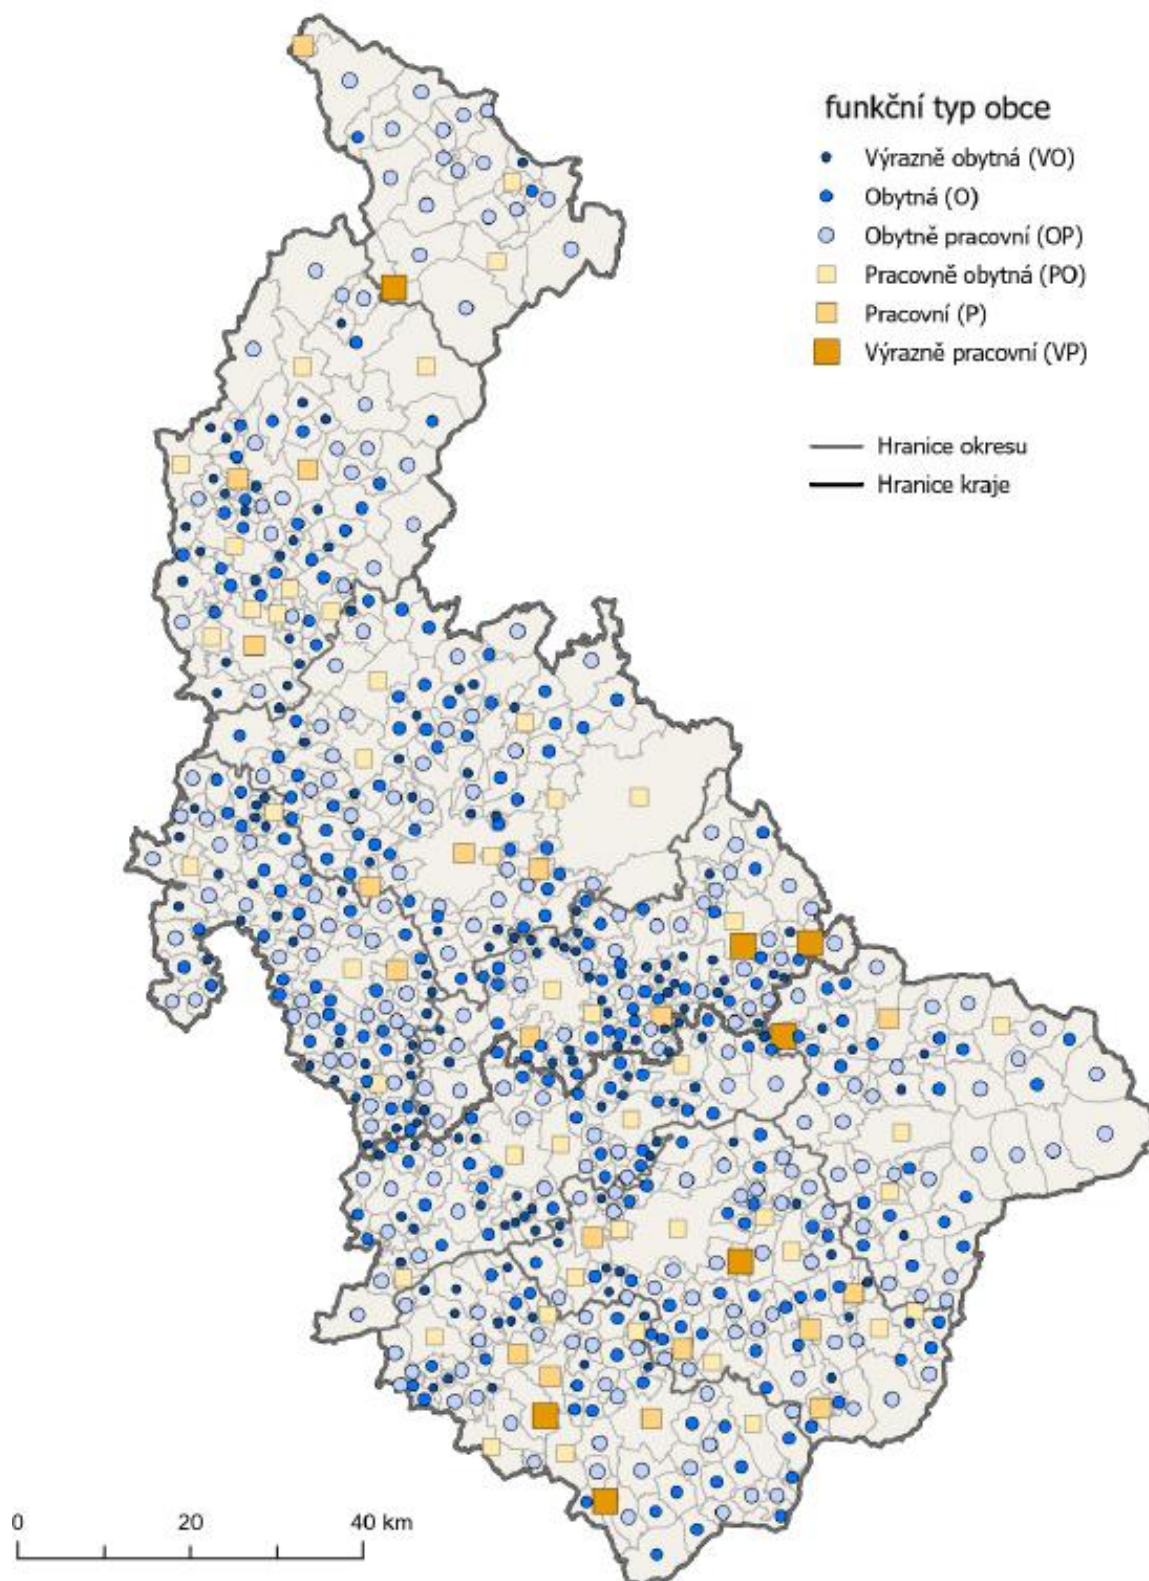 funkční typ obce
Výrazně obytná (VO)
Obytná (O)
Obytně pracovní (OP)
Pracovně obytná (PO)
Pracovní (P)
Výrazně pracovní (VP)
Hranice okresu
Hranice kraje
0 20 40 km